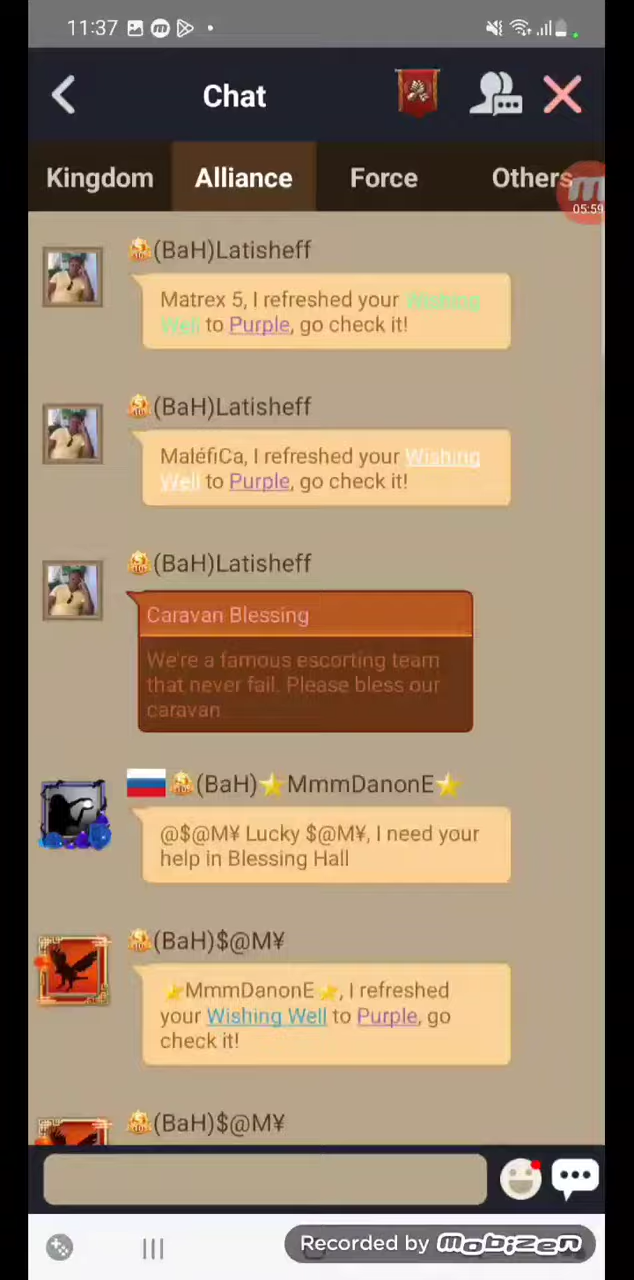 11:37
Chat
Kingdom
Alliance
Force
Others
05:59
(BaH)Latisheff
Matrex 5, I refreshed your Wishing
Well to Purple, go check it!
(BaH)Latisheff
MaléfiCa, I refreshed your Wishing
Well to Purple, go check it!
(BaH)Latisheff
Caravan Blessing
We're a famous escorting team
that never fail. Please bless our
caravan
(BaH)⭐MmmDanonE⭐
@$@M¥ Lucky $@M¥, I need your
help in Blessing Hall
(BaH)$@M¥
⭐MmmDanonE⭐, I refreshed
your Wishing Well to Purple, go
check it!
(BaH)$@M¥
Recorded by mobizen